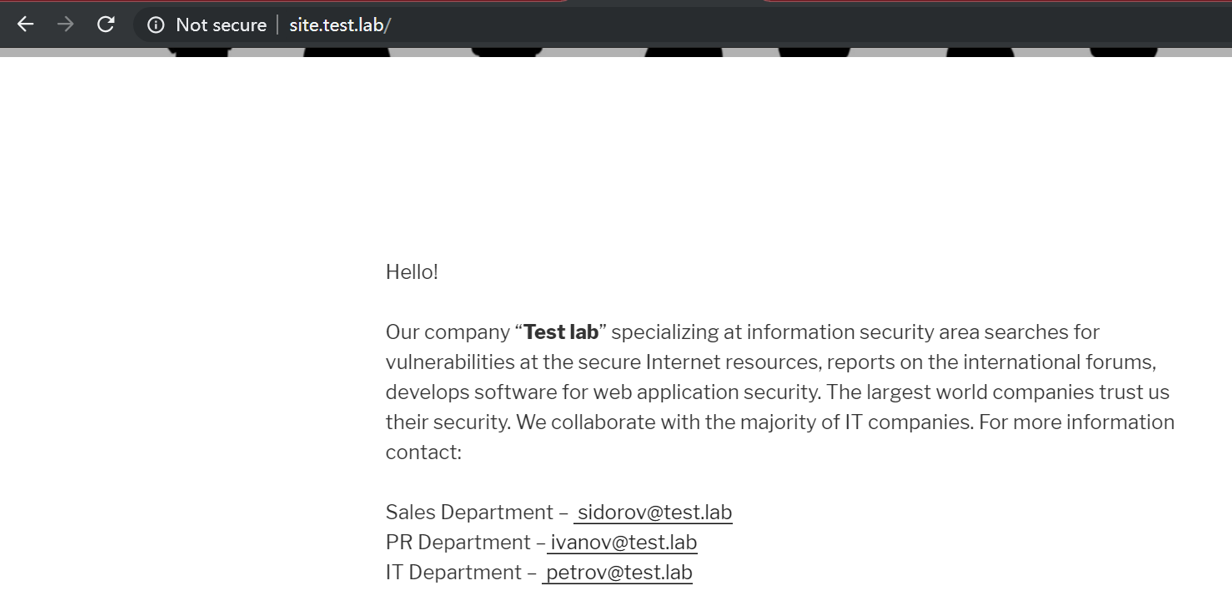 Not secure | site.test.lab/
Hello!
Our company “Test lab” specializing at information security area searches for
vulnerabilities at the secure Internet resources, reports on the international forums,
develops software for web application security. The largest world companies trust us
their security. We collaborate with the majority of IT companies. For more information
contact:
Sales Department – sidorov@test.lab
PR Department – ivanov@test.lab
IT Department – petrov@test.lab